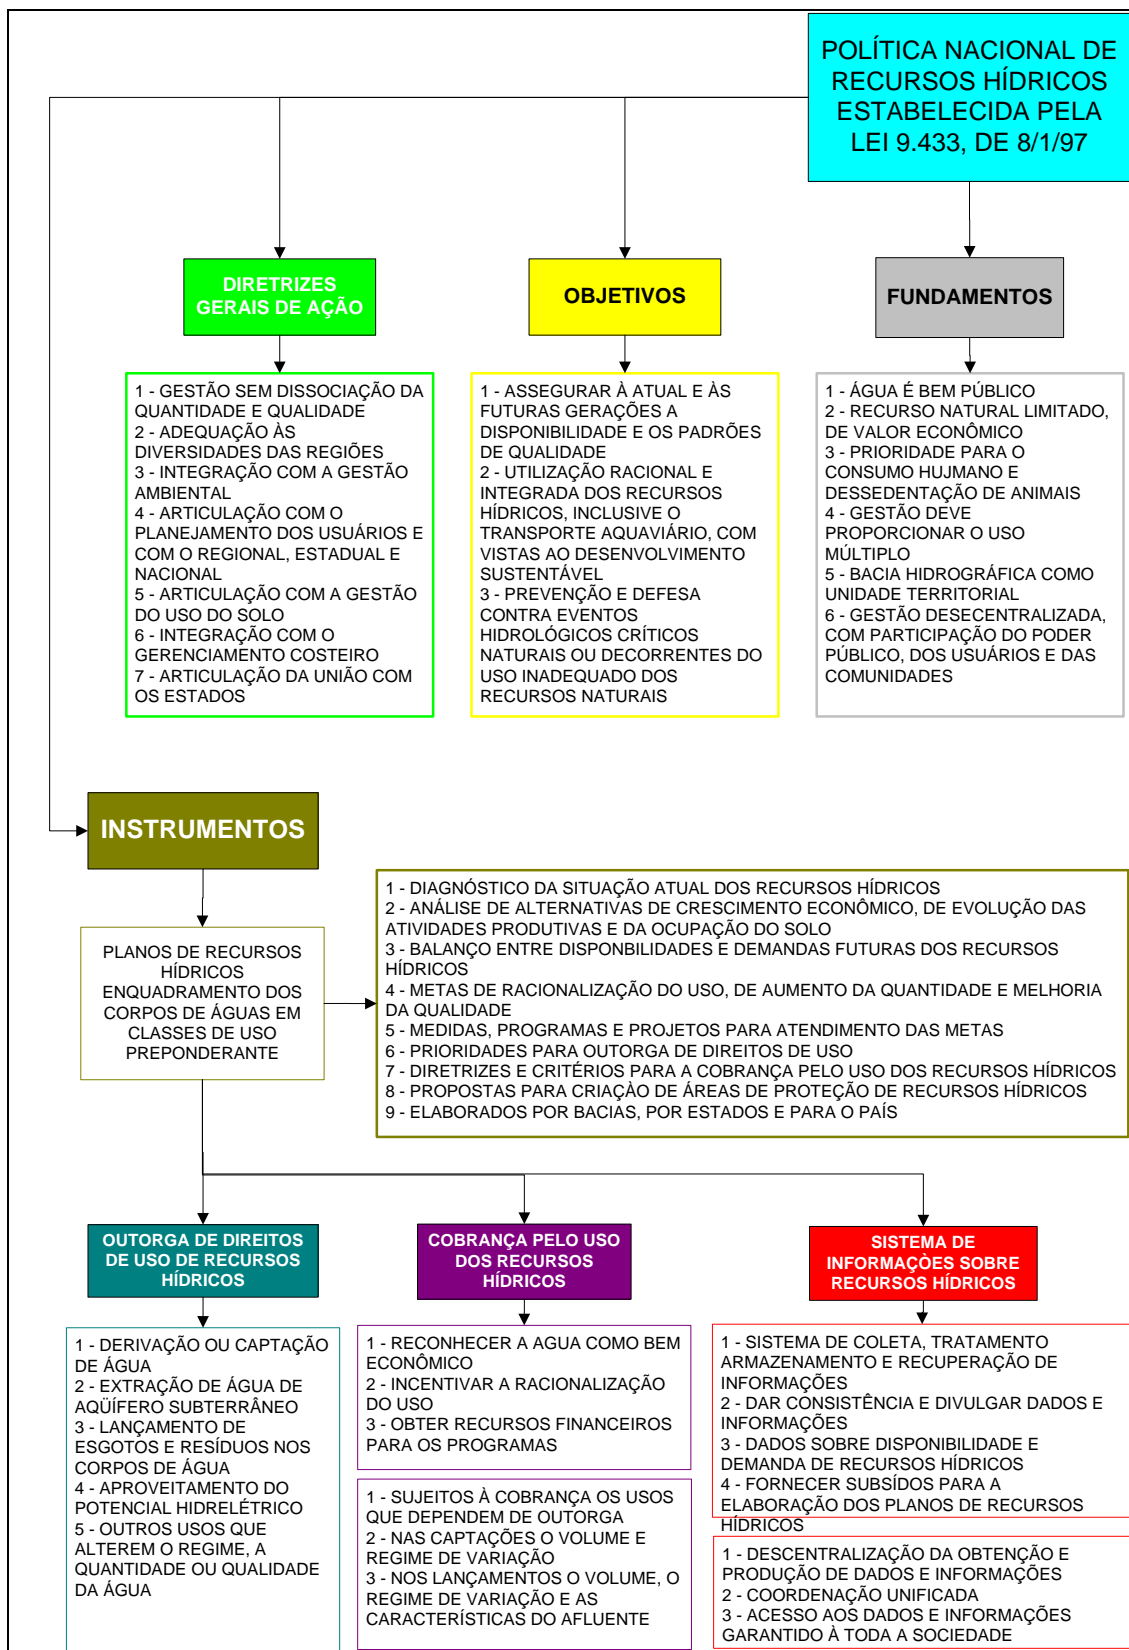 POLÍTICA NACIONAL DE
RECURSOS HÍDRICOS
ESTABELECIDA PELA
LEI 9.433, DE 8/1/97
DIRETRIZES
GERAIS DE AÇÃO
OBJETIVOS
FUNDAMENTOS
1 - GESTÃO SEM DISSOCIAÇÃO DA
QUANTIDADE E QUALIDADE
2 - ADEQUAÇÃO ÀS
DIVERSIDADES DAS REGIÕES
3 - INTEGRAÇÃO COM A GESTÃO
AMBIENTAL
4 - ARTICULAÇÃO COM O
PLANEJAMENTO DOS USUÁRIOS E
COM O REGIONAL, ESTADUAL E
NACIONAL
5 - ARTICULAÇÃO COM A GESTÃO
DO USO DO SOLO
6 - INTEGRAÇÃO COM O
GERENCIAMENTO COSTEIRO
7 - ARTICULAÇÃO DA UNIÃO COM
OS ESTADOS
1 - ASSEGURAR À ATUAL E ÀS
FUTURAS GERAÇÕES A
DISPONIBILIDADE E OS PADRÕES
DE QUALIDADE
2 - UTILIZAÇÃO RACIONAL E
INTEGRADA DOS RECURSOS
HÍDRICOS, INCLUSIVE O
TRANSPORTE AQUAVIÁRIO, COM
VISTAS AO DESENVOLVIMENTO
SUSTENTÁVEL
3 - PREVENÇÃO E DEFESA
CONTRA EVENTOS
HIDROLÓGICOS CRÍTICOS
NATURAIS OU DECORRENTES DO
USO INADEQUADO DOS
RECURSOS NATURAIS
1 - ÁGUA É BEM PÚBLICO
2 - RECURSO NATURAL LIMITADO,
DE VALOR ECONÔMICO
3 - PRIORIDADE PARA O
CONSUMO HUJMANO E
DESSEDENTAÇÃO DE ANIMAIS
4 - GESTÃO DEVE
PROPORCIONAR O USO
MÚLTIPLO
5 - BACIA HIDROGRÁFICA COMO
UNIDADE TERRITORIAL
6 - GESTÃO DESECENTRALIZADA,
COM PARTICIPAÇÃO DO PODER
PÚBLICO, DOS USUÁRIOS E DAS
COMUNIDADES
INSTRUMENTOS
PLANOS DE RECURSOS
HÍDRICOS
ENQUADRAMENTO DOS
CORPOS DE ÁGUAS EM
CLASSES DE USO
PREPONDERANTE
1 - DIAGNÓSTICO DA SITUAÇÃO ATUAL DOS RECURSOS HÍDRICOS
2 - ANÁLISE DE ALTERNATIVAS DE CRESCIMENTO ECONÔMICO, DE EVOLUÇÃO DAS
ATIVIDADES PRODUTIVAS E DA OCUPAÇÃO DO SOLO
3 - BALANÇO ENTRE DISPONBILIDADES E DEMANDAS FUTURAS DOS RECURSOS
HÍDRICOS
4 - METAS DE RACIONALIZAÇÃO DO USO, DE AUMENTO DA QUANTIDADE E MELHORIA
DA QUALIDADE
5 - MEDIDAS, PROGRAMAS E PROJETOS PARA ATENDIMENTO DAS METAS
6 - PRIORIDADES PARA OUTORGA DE DIREITOS DE USO
7 - DIRETRIZES E CRITÉRIOS PARA A COBRANÇA PELO USO DOS RECURSOS HÍDRICOS
8 - PROPOSTAS PARA CRIAÇÀO DE ÁREAS DE PROTEÇÃO DE RECURSOS HÍDRICOS
9 - ELABORADOS POR BACIAS, POR ESTADOS E PARA O PAÍS
OUTORGA DE DIREITOS
DE USO DE RECURSOS
HÍDRICOS
COBRANÇA PELO USO
DOS RECURSOS
HÍDRICOS
SISTEMA DE
INFORMAÇÒES SOBRE
RECURSOS HÍDRICOS
1 - DERIVAÇÃO OU CAPTAÇÃO
DE ÁGUA
2 - EXTRAÇÃO DE ÁGUA DE
AQÜÍFERO SUBTERRÂNEO
3 - LANÇAMENTO DE
ESGOTOS E RESÍDUOS NOS
CORPOS DE ÁGUA
4 - APROVEITAMENTO DO
POTENCIAL HIDRELÉTRICO
5 - OUTROS USOS QUE
ALTEREM O REGIME, A
QUANTIDADE OU QUALIDADE
DA ÁGUA
1 - RECONHECER A AGUA COMO BEM
ECONÔMICO
2 - INCENTIVAR A RACIONALIZAÇÃO
DO USO
3 - OBTER RECURSOS FINANCEIROS
PARA OS PROGRAMAS
1 - SUJEITOS À COBRANÇA OS USOS
QUE DEPENDEM DE OUTORGA
2 - NAS CAPTAÇÕES O VOLUME E
REGIME DE VARIAÇÃO
3 - NOS LANÇAMENTOS O VOLUME, O
REGIME DE VARIAÇÃO E AS
CARACTERÍSTICAS DO AFLUENTE
1 - SISTEMA DE COLETA, TRATAMENTO
ARMAZENAMENTO E RECUPERAÇÃO DE
INFORMAÇÕES
2 - DAR CONSISTÊNCIA E DIVULGAR DADOS E
INFORMAÇÕES
3 - DADOS SOBRE DISPONIBILIDADE E
DEMANDA DE RECURSOS HÍDRICOS
4 - FORNECER SUBSÍDOS PARA A
ELABORAÇÃO DOS PLANOS DE RECURSOS
HÍDRICOS
1 - DESCENTRALIZAÇÃO DA OBTENÇÃO E
PRODUÇÃO DE DADOS E INFORMAÇÕES
2 - COORDENAÇÃO UNIFICADA
3 - ACESSO AOS DADOS E INFORMAÇÕES
GARANTIDO À TODA A SOCIEDADE